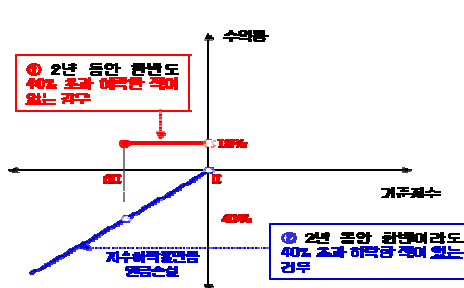 수익률
① 2년 동안 한번도
40% 초과 하락한 적이
없는 경우
기준지수
40%
지수하락률만큼
원금손실
② 2년 동안 한번이라도
40% 초과 하락한 적이 있는
경우